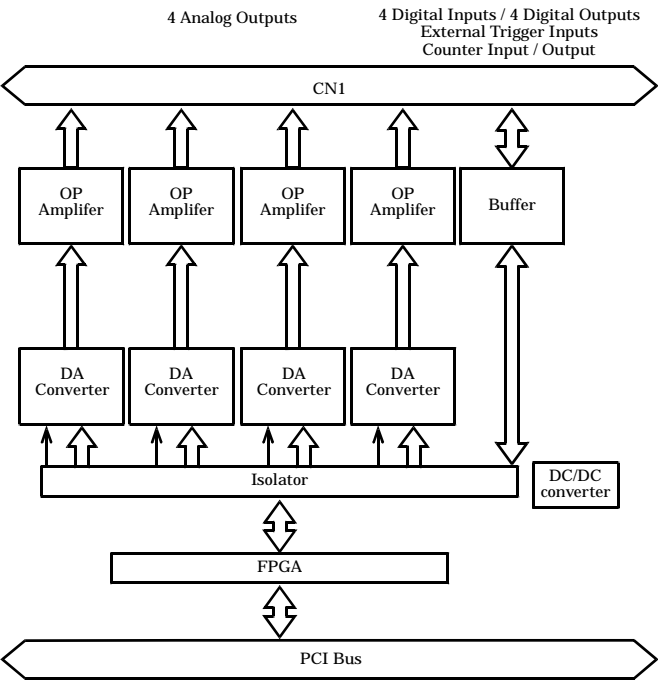 4 Analog Outputs
4 Digital Inputs / 4 Digital Outputs
External Trigger Inputs
Counter Input / Output
CN1
OP
Amplifer
OP
Amplifer
OP
Amplifer
OP
Amplifer
Buffer
DA
Converter
DA
Converter
DA
Converter
DA
Converter
Isolator
DC/DC
converter
FPGA
PCI Bus